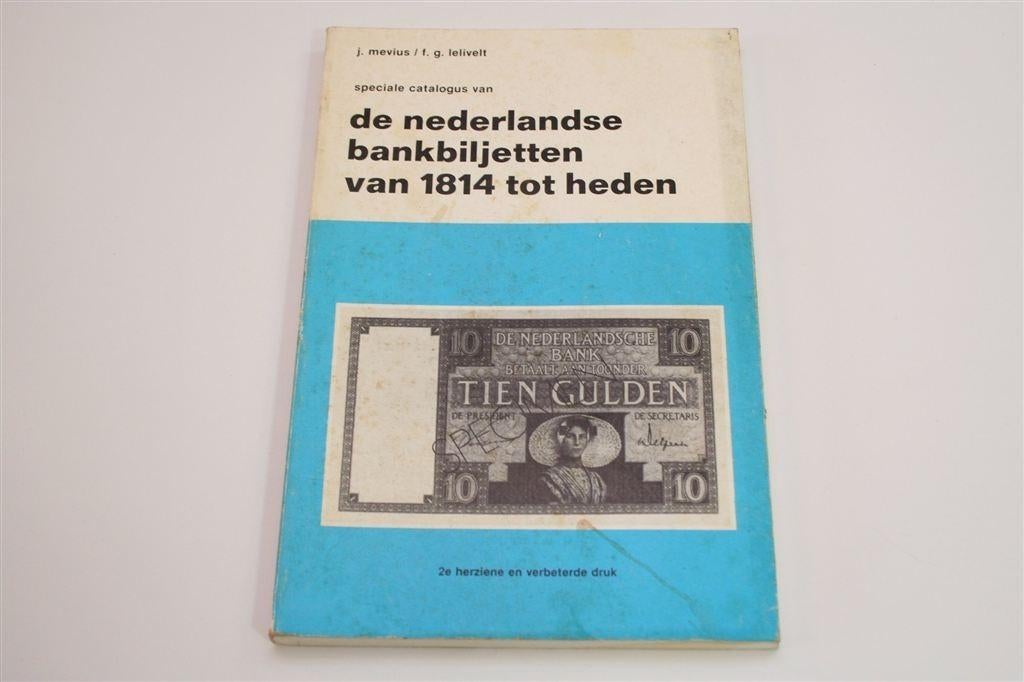 j. mevius / f. g. lelivelt
speciale catalogus van
de nederlandse
bankbiljetten
van 1814 tot heden
10 DE NEDERLANDSCHE 10
BANK
BETAALT AAN TOONDER
TIEN GULDEN
DE PRESIDENT DE SECRETARIS
SPECIMEN
10 10
2e herziene en verbeterde druk